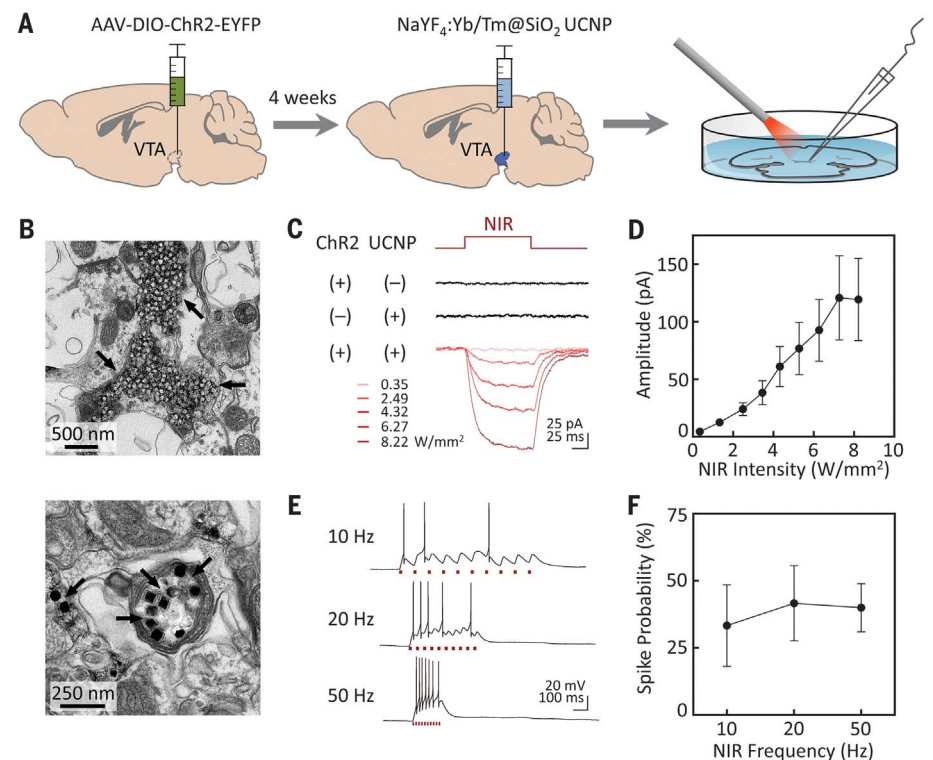 A
AAV-DIO-ChR2-EYFP
NaYF4:Yb/Tm@SiO2 UCNP
4 weeks
VTA
VTA
B
500 nm
250 nm
C
NIR
ChR2 UCNP
(+) (−)
(−) (+)
(+) (+)
0.35
2.49
4.32
6.27
8.22 W/mm²
25 pA
25 ms
D
Amplitude (pA)
150
100
50
0
0 2 4 6 8 10
NIR Intensity (W/mm²)
E
10 Hz
20 Hz
50 Hz
20 mV
100 ms
F
Spike Probability (%)
75
50
25
0
10 20 50
NIR Frequency (Hz)